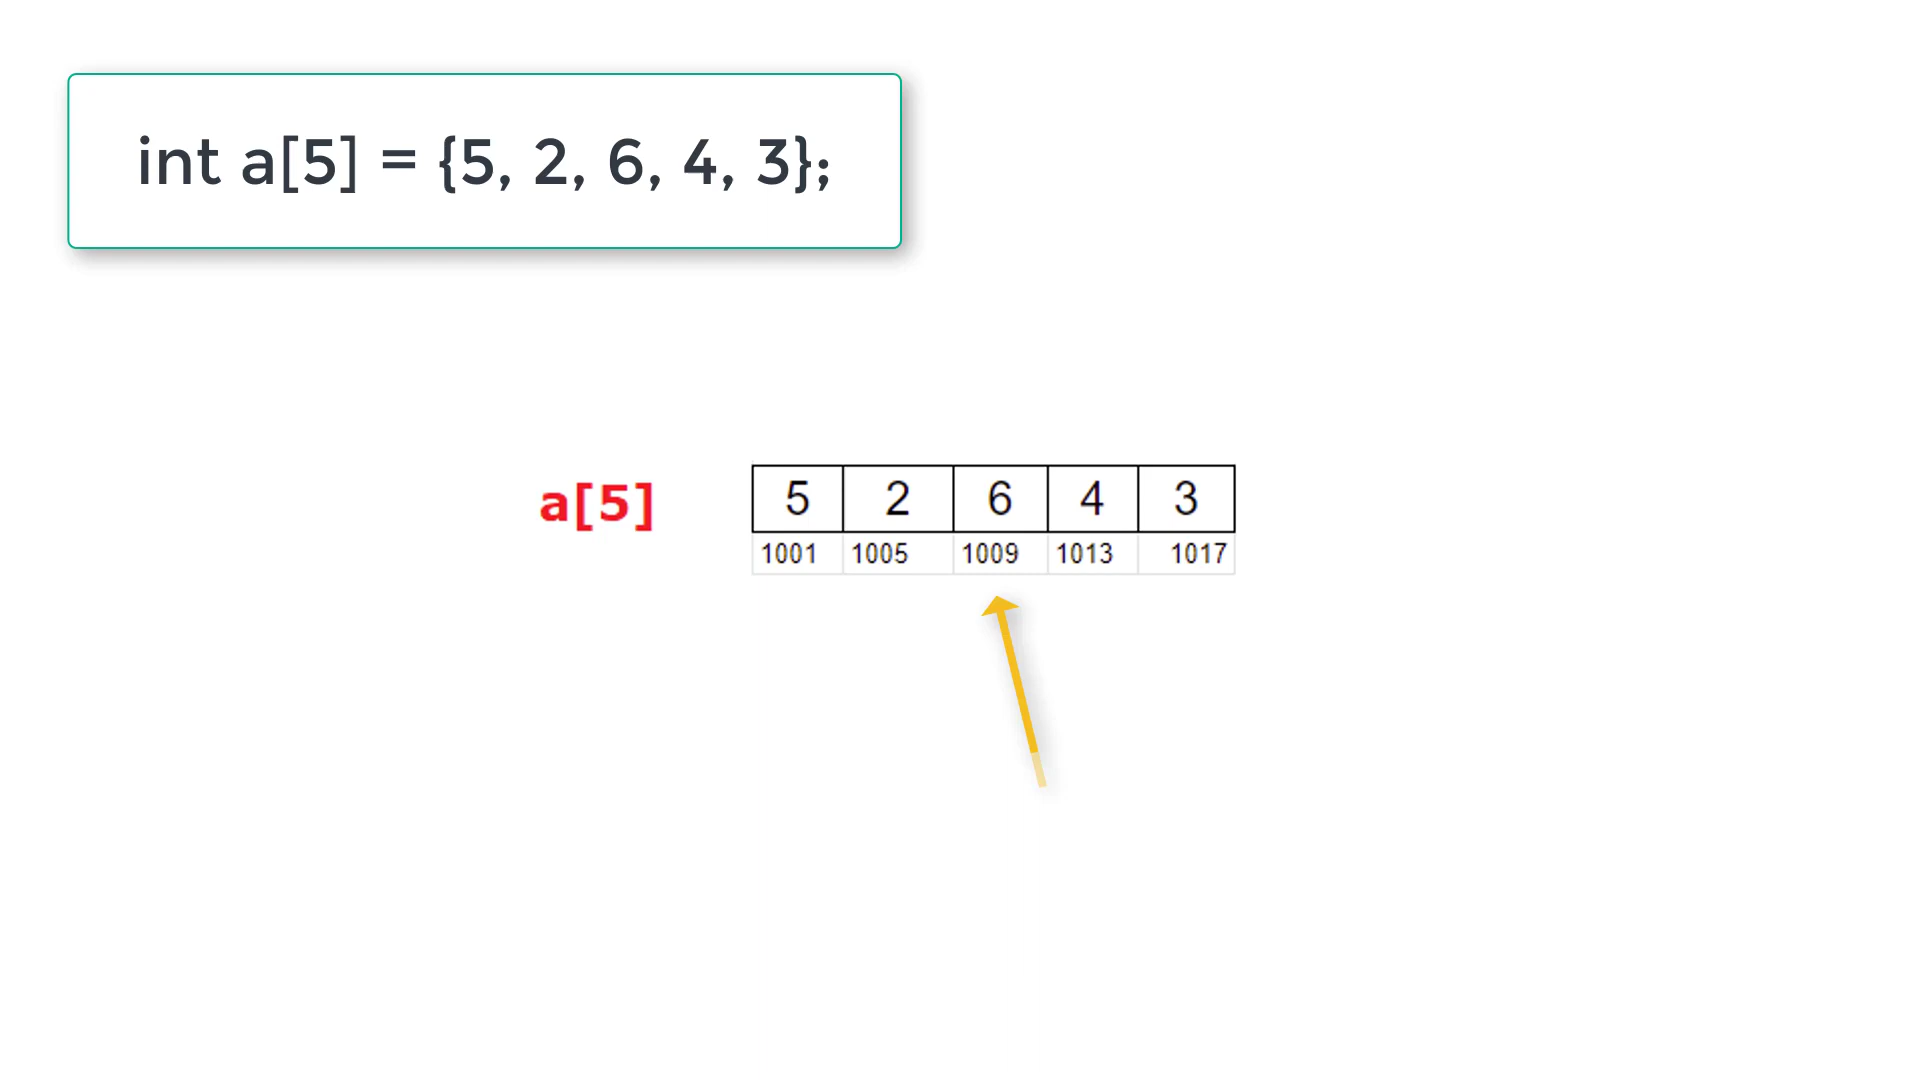 int a[5] = {5, 2, 6, 4, 3};
a[5] 5 2 6 4 3
1001 1005 1009 1013 1017